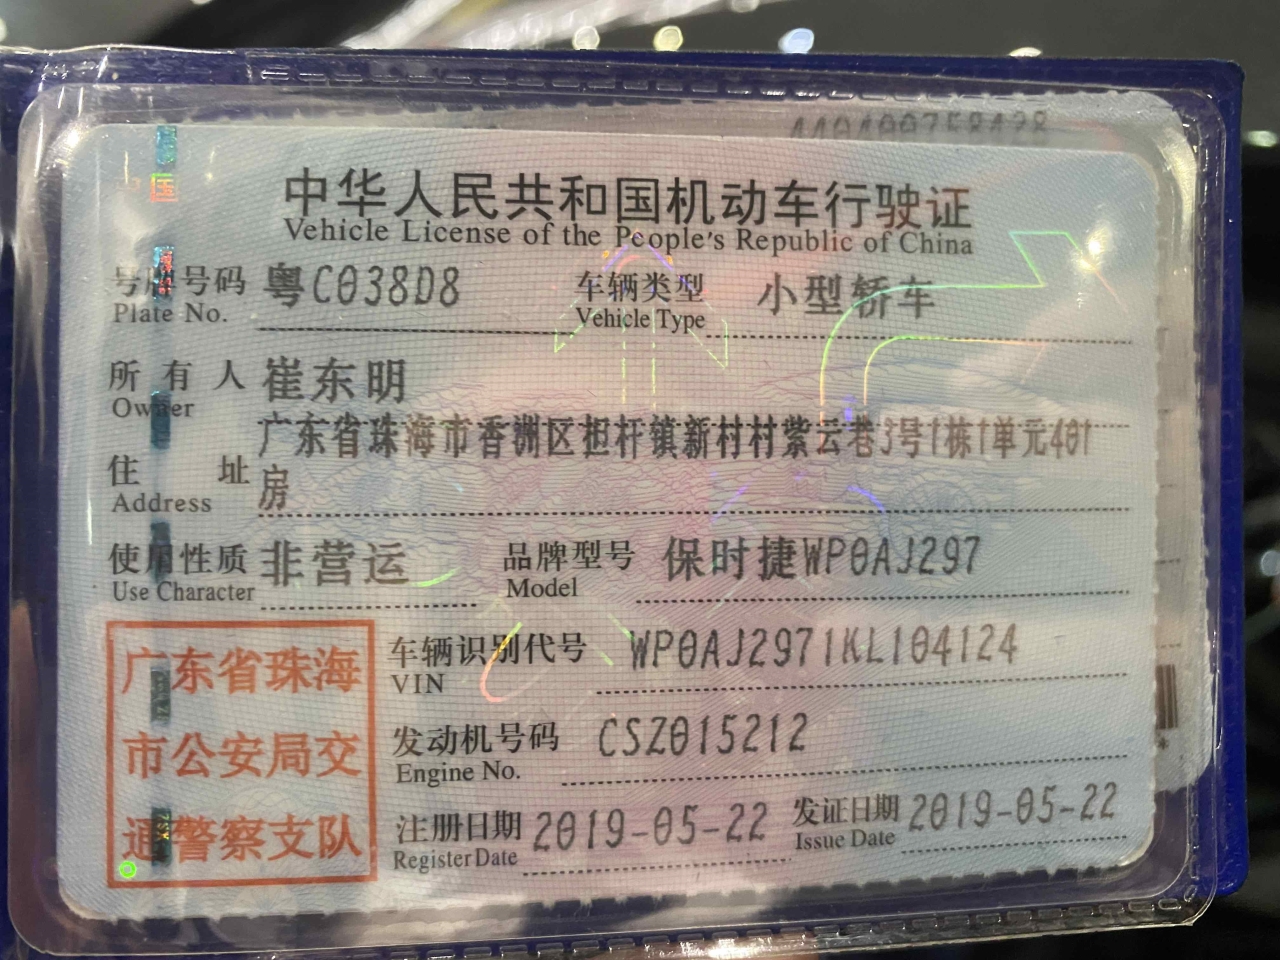 440400758428
中国
中华人民共和国机动车行驶证
Vehicle License of the People's Republic of China
号牌号码 粤C038D8 车辆类型 小型轿车
Plate No. Vehicle Type
所有人 崔东明
Owner
广东省珠海市香洲区担杆镇新村村紫云巷3号1栋1单元401
住址 房
Address
使用性质 非营运 品牌型号 保时捷WP0AJ297
Use Character Model
广东省珠海 车辆识别代号 WP0AJ2971KL104124
VIN
市公安局交 发动机号码 CSZ015212
Engine No.
通警察支队 注册日期 2019-05-22 发证日期 2019-05-22
Register Date Issue Date